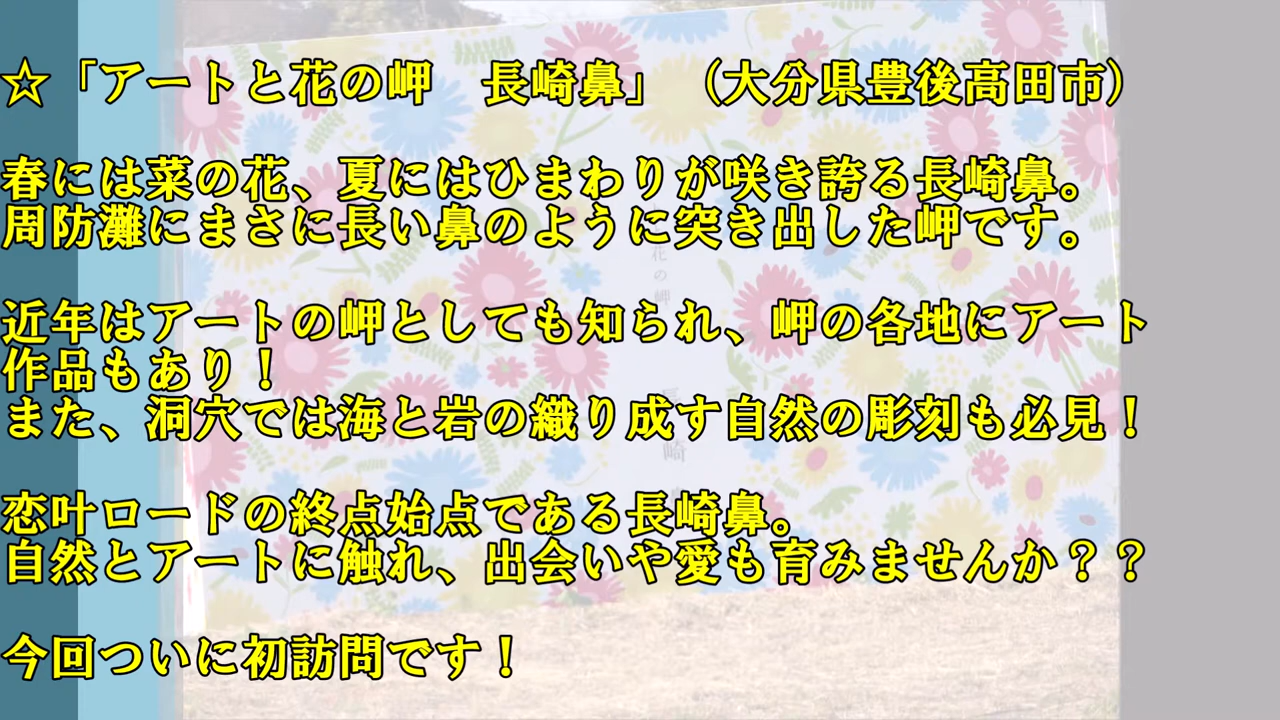 ☆「アートと花の岬　長崎鼻」（大分県豊後高田市）
春には菜の花、夏にはひまわりが咲き誇る長崎鼻。
周防灘にまさに長い鼻のように突き出した岬です。
近年はアートの岬としても知られ、岬の各地にアート
作品もあり！
また、洞穴では海と岩の織り成す自然の彫刻も必見！
恋叶ロードの終点始点である長崎鼻。
自然とアートに触れ、出会いや愛も育みませんか？？
今回ついに初訪問です！
花の岬
崎